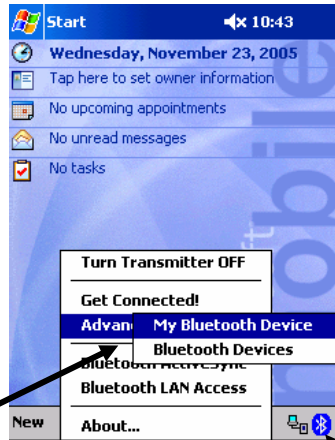 Start 10:43
Wednesday, November 23, 2005
Tap here to set owner information
No upcoming appointments
No unread messages
No tasks
Turn Transmitter OFF
Get Connected!
My Bluetooth Device
Bluetooth Devices
Bluetooth ActiveSync
Bluetooth LAN Access
New About...